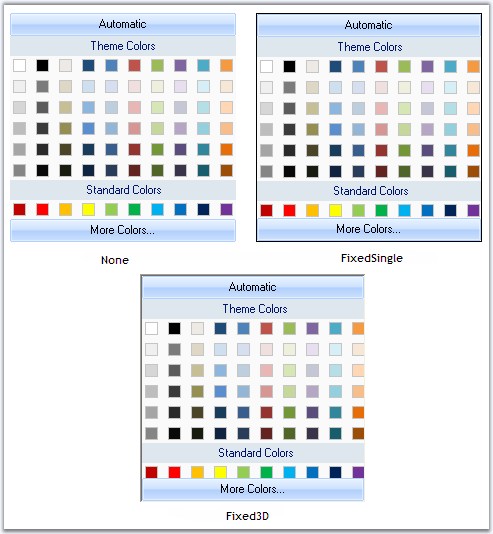 Automatic
Theme Colors
Standard Colors
More Colors...
None
Automatic
Theme Colors
Standard Colors
More Colors...
FixedSingle
Automatic
Theme Colors
Standard Colors
More Colors...
Fixed3D